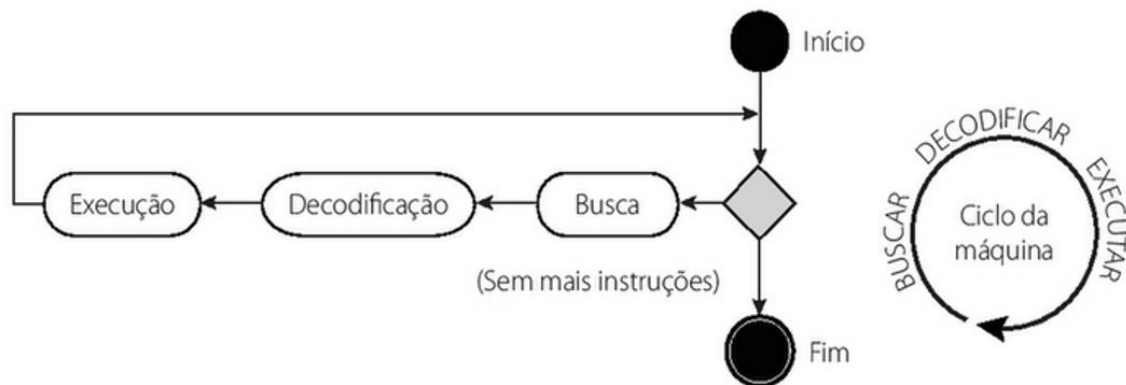 Início
Execução
Decodificação
Busca
(Sem mais instruções)
Fim
BUSCAR
DECODIFICAR
EXECUTAR
Ciclo da
máquina